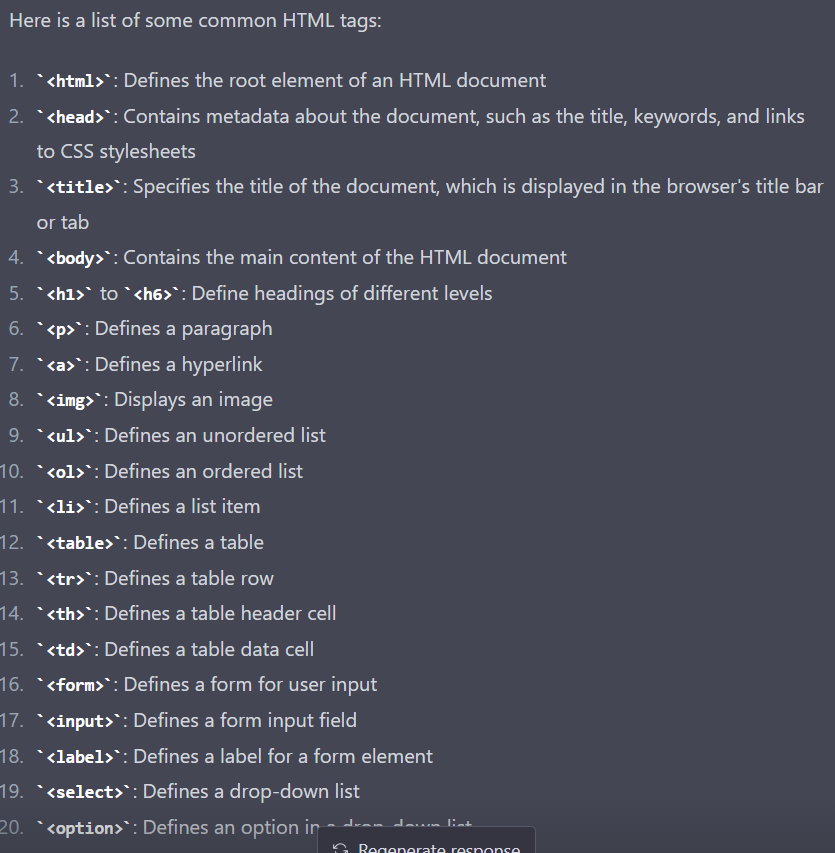 Here is a list of some common HTML tags:
1. `<html>`: Defines the root element of an HTML document
2. `<head>`: Contains metadata about the document, such as the title, keywords, and links
to CSS stylesheets
3. `<title>`: Specifies the title of the document, which is displayed in the browser's title bar
or tab
4. `<body>`: Contains the main content of the HTML document
5. `<h1>` to `<h6>`: Define headings of different levels
6. `<p>`: Defines a paragraph
7. `<a>`: Defines a hyperlink
8. `<img>`: Displays an image
9. `<ul>`: Defines an unordered list
10. `<ol>`: Defines an ordered list
11. `<li>`: Defines a list item
12. `<table>`: Defines a table
13. `<tr>`: Defines a table row
14. `<th>`: Defines a table header cell
15. `<td>`: Defines a table data cell
16. `<form>`: Defines a form for user input
17. `<input>`: Defines a form input field
18. `<label>`: Defines a label for a form element
19. `<select>`: Defines a drop-down list
20. `<option>`: Defines an option in a drop-down list
Regenerate response